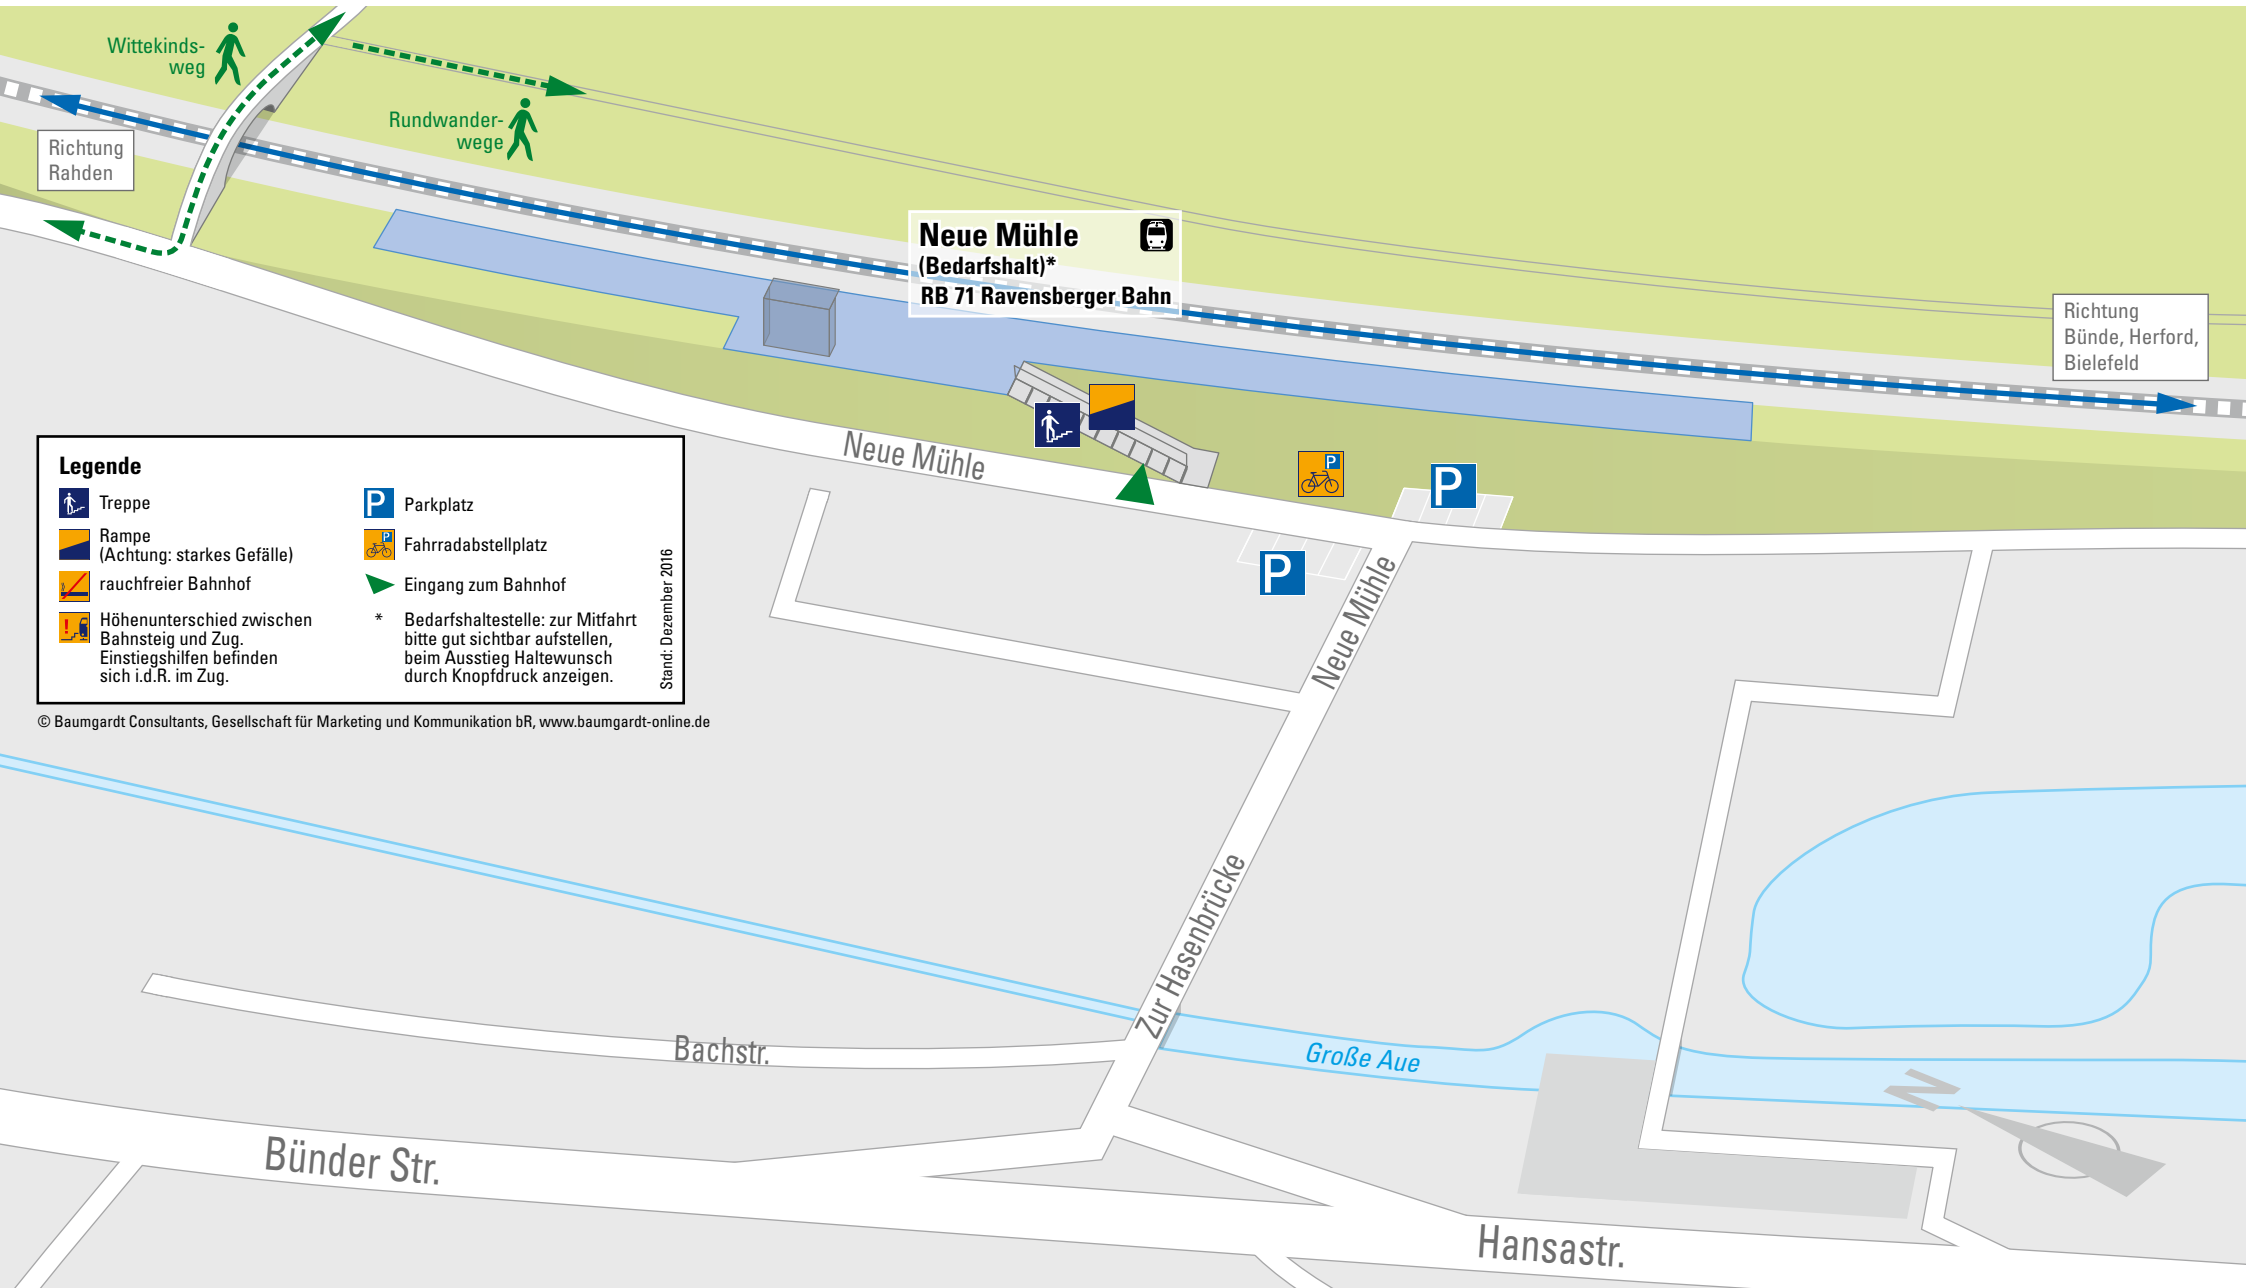 Wittekinds-
weg
Rundwander-
wege
Richtung
Rahden
Neue Mühle
(Bedarfshalt)*
RB 71 Ravensberger Bahn
Richtung
Bünde, Herford,
Bielefeld
Neue Mühle
P
P
P
Neue Mühle
Legende
Treppe
Rampe
(Achtung: starkes Gefälle)
rauchfreier Bahnhof
! Höhenunterschied zwischen
Bahnsteig und Zug.
Einstiegshilfen befinden
sich i.d.R. im Zug.
P Parkplatz
P Fahrradabstellplatz
Eingang zum Bahnhof
* Bedarfshaltestelle: zur Mitfahrt
bitte gut sichtbar aufstellen,
beim Ausstieg Haltewunsch
durch Knopfdruck anzeigen.
Stand: Dezember 2016
© Baumgardt Consultants, Gesellschaft für Marketing und Kommunikation bR, www.baumgardt-online.de
Zur Hasenbrücke
Bachstr.
Große Aue
N
Bünder Str.
Hansastr.